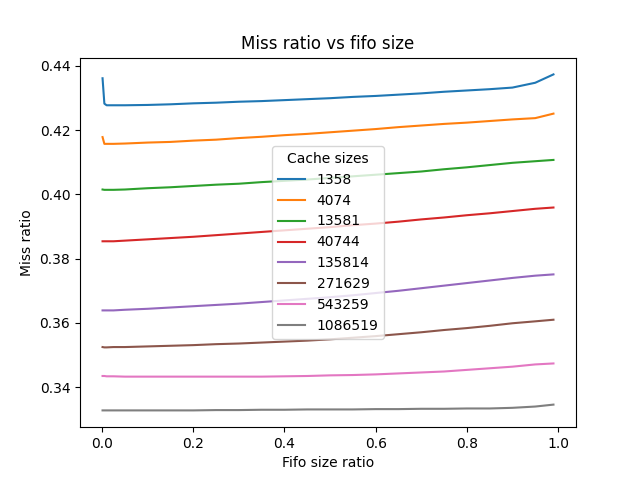 Miss ratio vs fifo size
0.44
0.42
0.40
0.38
0.36
0.34
Miss ratio
Cache sizes
1358
4074
13581
40744
135814
271629
543259
1086519
0.0 0.2 0.4 0.6 0.8 1.0
Fifo size ratio